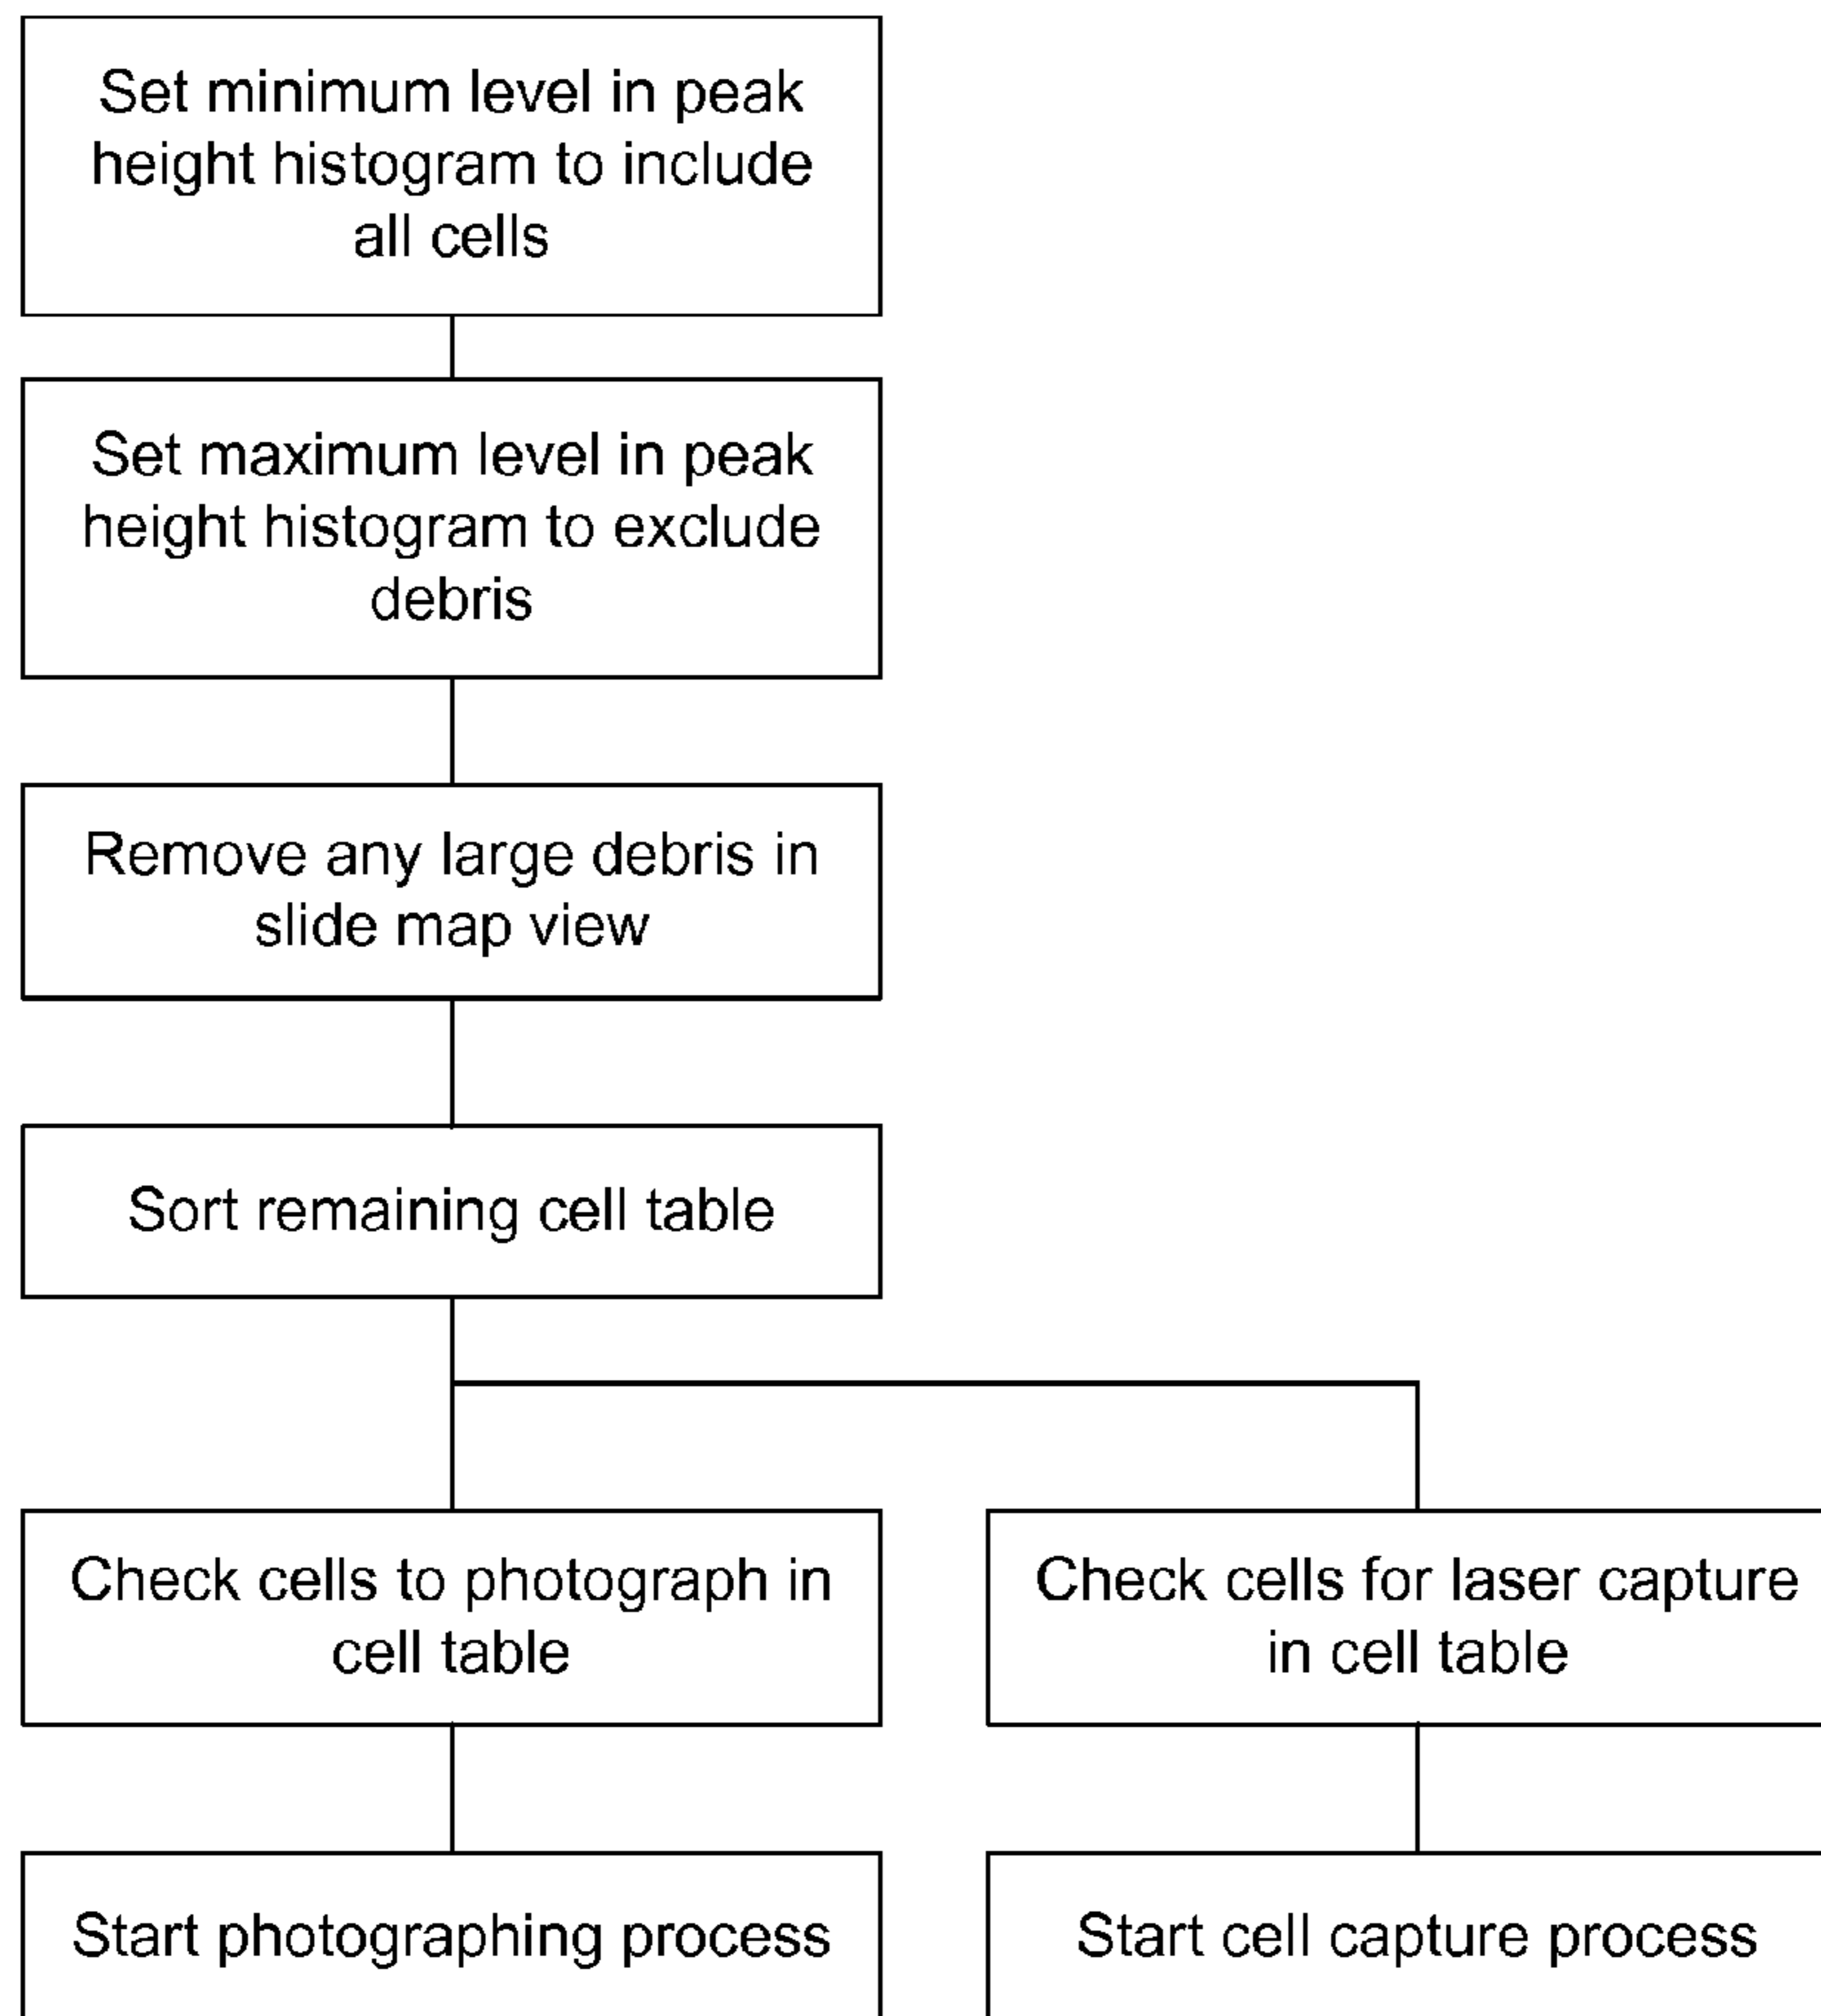 Set minimum level in peak
height histogram to include
all cells
Set maximum level in peak
height histogram to exclude
debris
Remove any large debris in
slide map view
Sort remaining cell table
Check cells to photograph in
cell table
Check cells for laser capture
in cell table
Start photographing process
Start cell capture process